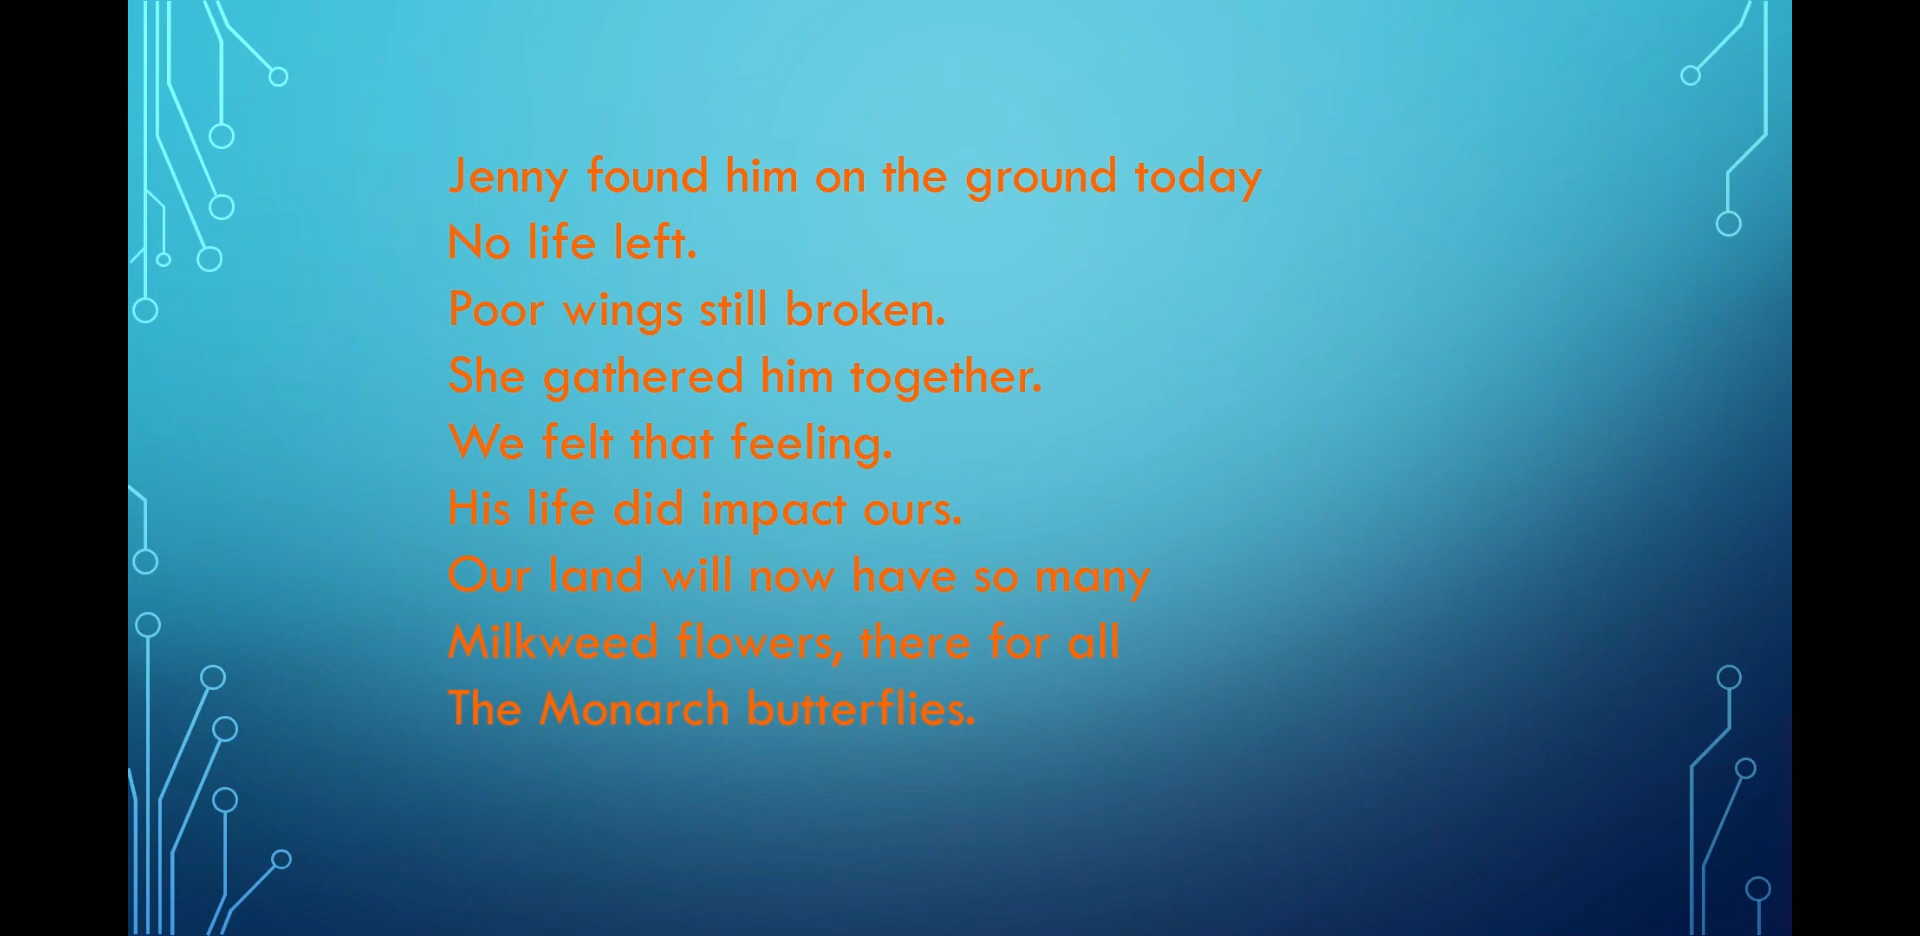 Jenny found him on the ground today
No life left.
Poor wings still broken.
She gathered him together.
We felt that feeling.
His life did impact ours.
Our land will now have so many
Milkweed flowers, there for all
The Monarch butterflies.